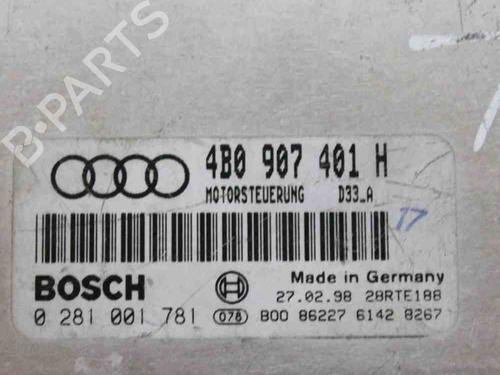 B-PARTS
4B0 907 401 H
MOTORSTEUERUNG D33_A
17
BOSCH
Made in Germany
27.02.98 28RTE188
0 281 001 781 078 B00 86227 6142 8267